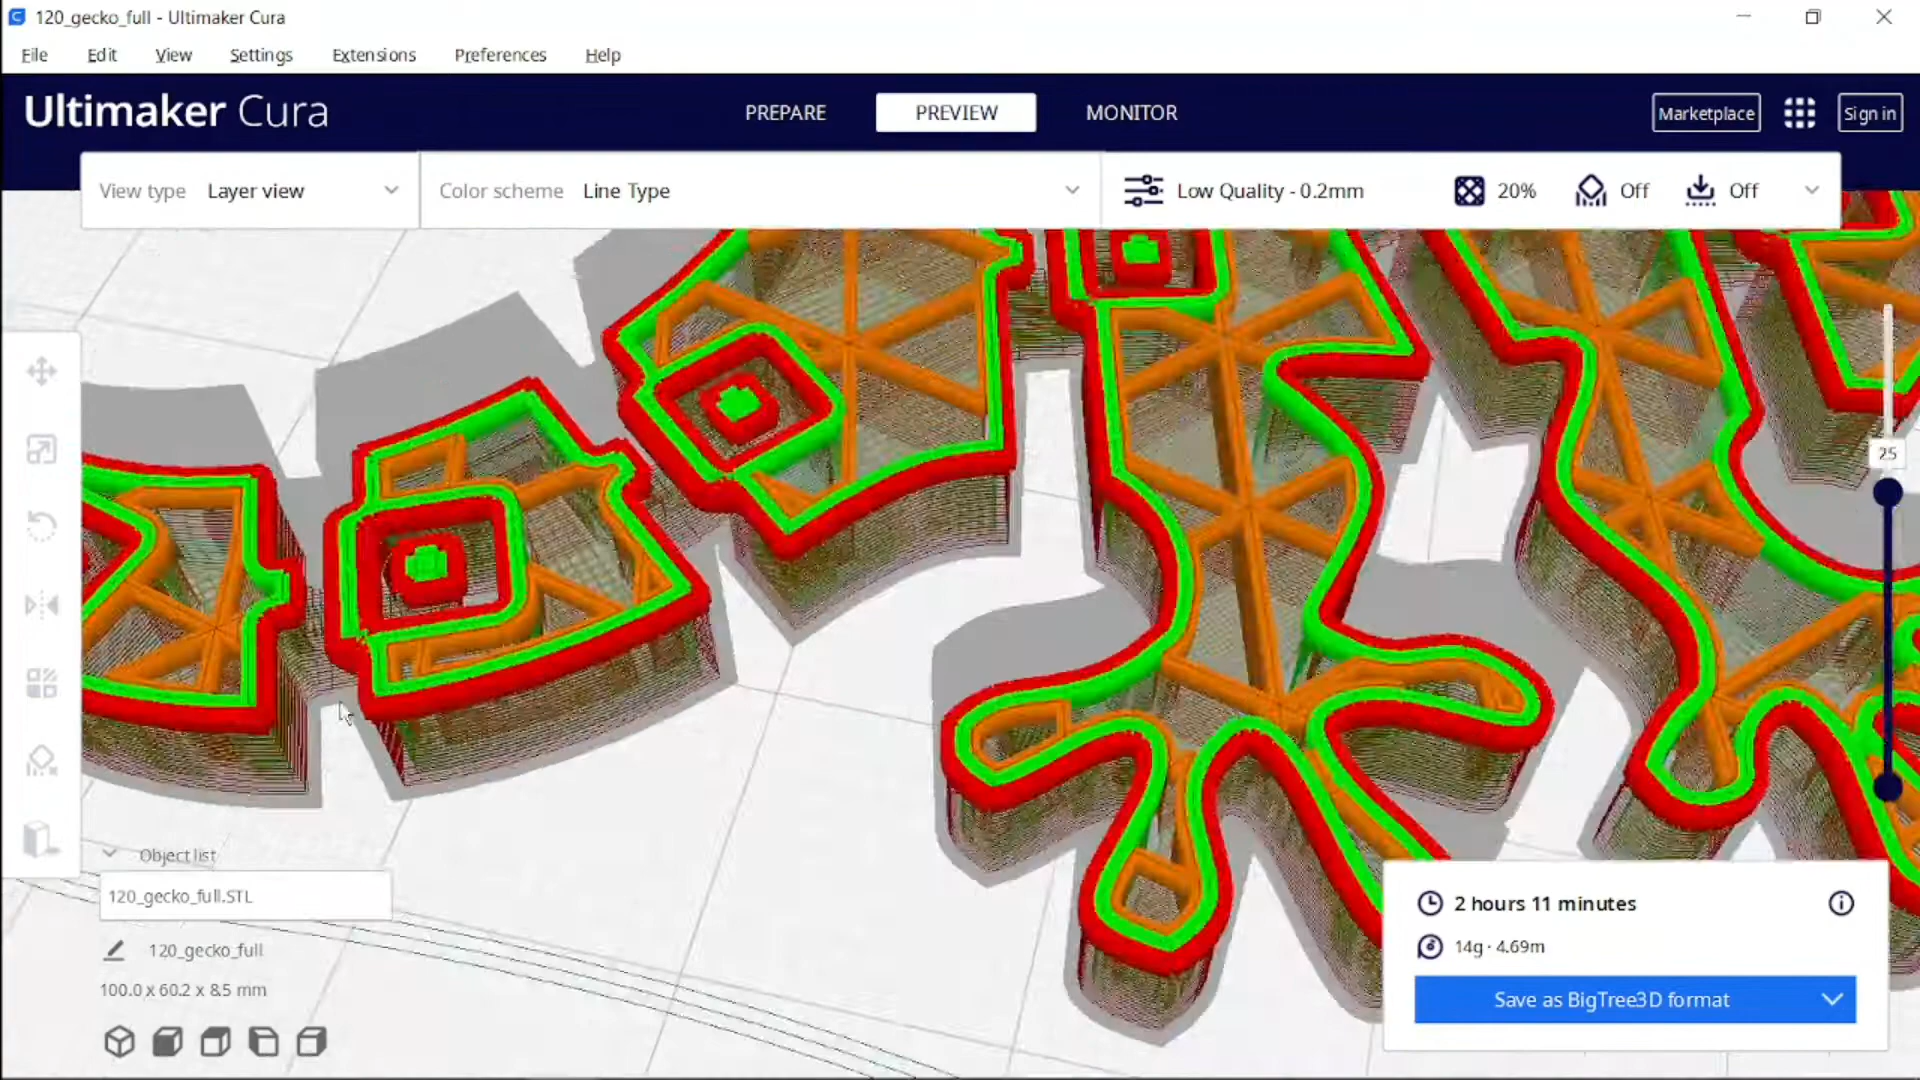 120_gecko_full - Ultimaker Cura
File Edit View Settings Extensions Preferences Help
Ultimaker Cura
PREPARE PREVIEW MONITOR
Marketplace Sign in
View type Layer view Color scheme Line Type Low Quality - 0.2mm 20% Off Off
25
Object list
120_gecko_full.STL
120_gecko_full
100.0 x 60.2 x 8.5 mm
2 hours 11 minutes
14g · 4.69m
Save as BigTree3D format